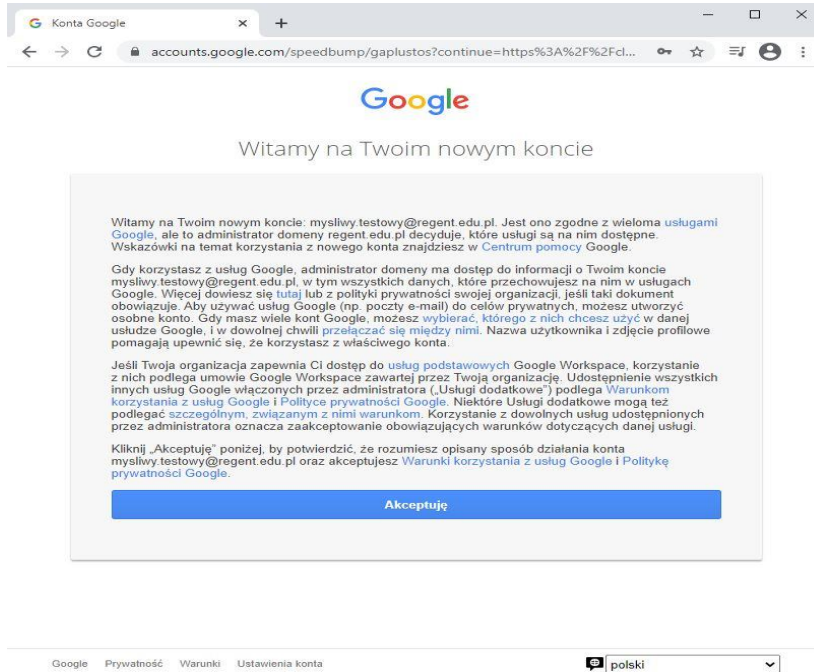 Konta Google
accounts.google.com/speedbump/gaplustos?continue=https%3A%2F%2Fcl...
Google
Witamy na Twoim nowym koncie
Witamy na Twoim nowym koncie: mysliwy.testowy@regent.edu.pl. Jest ono zgodne z wieloma usługami
Google, ale to administrator domeny regent.edu.pl decyduje, które usługi są na nim dostępne.
Wskazówki na temat korzystania z nowego konta znajdziesz w Centrum pomocy Google.
Gdy korzystasz z usług Google, administrator domeny ma dostęp do informacji o Twoim koncie
mysliwy.testowy@regent.edu.pl, w tym wszystkich danych, które przechowujesz na nim w usługach
Google. Więcej dowiesz się tutaj lub z polityki prywatności swojej organizacji, jeśli taki dokument
obowiązuje. Aby używać usług Google (np. poczty e-mail) do celów prywatnych, możesz utworzyć
osobne konto. Gdy masz wiele kont Google, możesz wybierać, którego z nich chcesz użyć w danej
usłudze Google, i w dowolnej chwili przełączać się między nimi. Nazwa użytkownika i zdjęcie profilowe
pomagają upewnić się, że korzystasz z właściwego konta.
Jeśli Twoja organizacja zapewnia Ci dostęp do usług podstawowych Google Workspace, korzystanie
z nich podlega umowie Google Workspace zawartej przez Twoją organizację. Udostępnienie wszystkich
innych usług Google włączonych przez administratora („Usługi dodatkowe”) podlega Warunkom
korzystania z usług Google i Polityce prywatności Google. Niektóre Usługi dodatkowe mogą też
podlegać szczególnym, związanym z nimi warunkom. Korzystanie z dowolnych usług udostępnionych
przez administratora oznacza zaakceptowanie obowiązujących warunków dotyczących danej usługi.
Kliknij „Akceptuję” poniżej, by potwierdzić, że rozumiesz opisany sposób działania konta
mysliwy.testowy@regent.edu.pl oraz akceptujesz Warunki korzystania z usług Google i Politykę
prywatności Google.
Akceptuję
Google Prywatność Warunki Ustawienia konta
polski